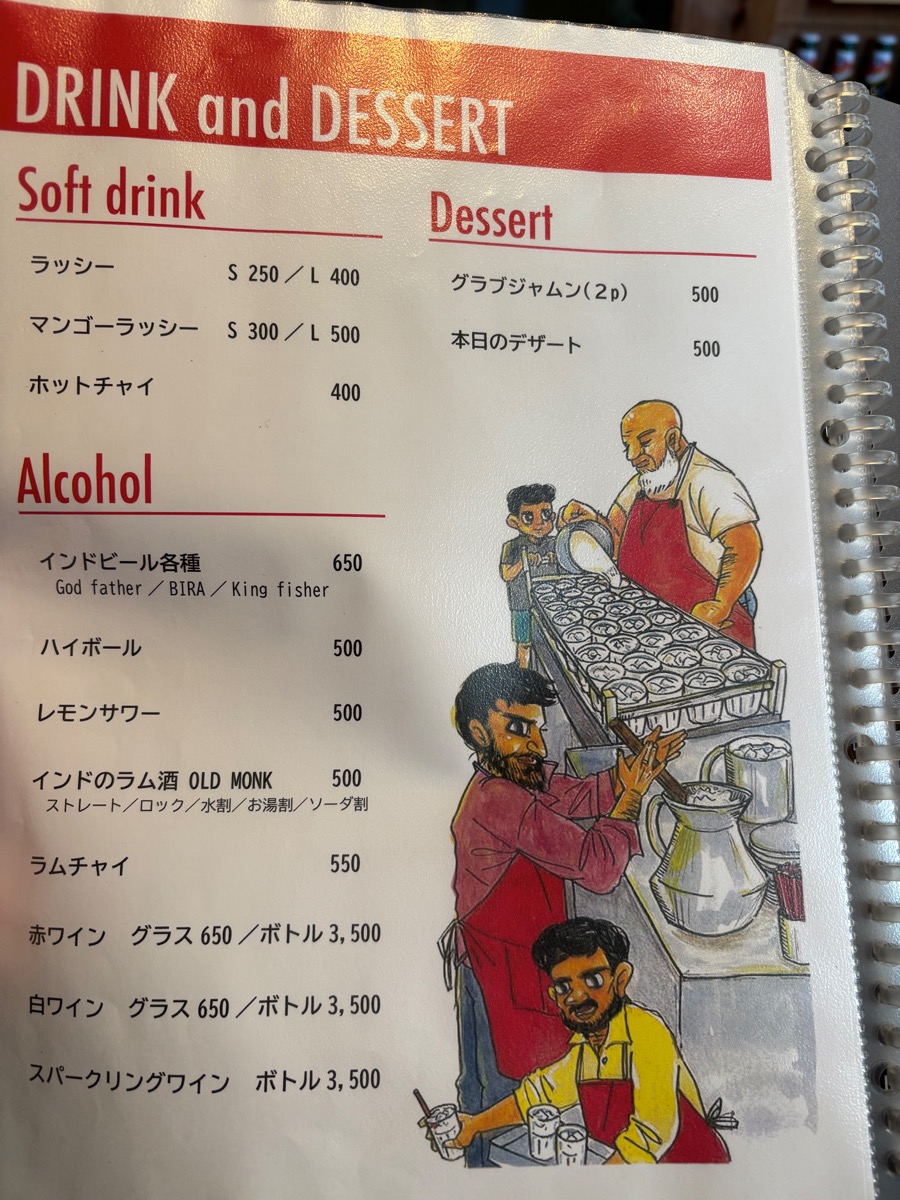 DRINK and DESSERT
Soft drink
ラッシー S 250 ／ L 400
マンゴーラッシー S 300 ／ L 500
ホットチャイ 400
Alcohol
インドビール各種 650
God father ／ BIRA ／ King fisher
ハイボール 500
レモンサワー 500
インドのラム酒 OLD MONK 500
ストレート／ロック／水割／お湯割／ソーダ割
ラムチャイ 550
赤ワイン グラス 650 ／ボトル 3,500
白ワイン グラス 650 ／ボトル 3,500
スパークリングワイン ボトル 3,500
Dessert
グラブジャムン(2p) 500
本日のデザート 500